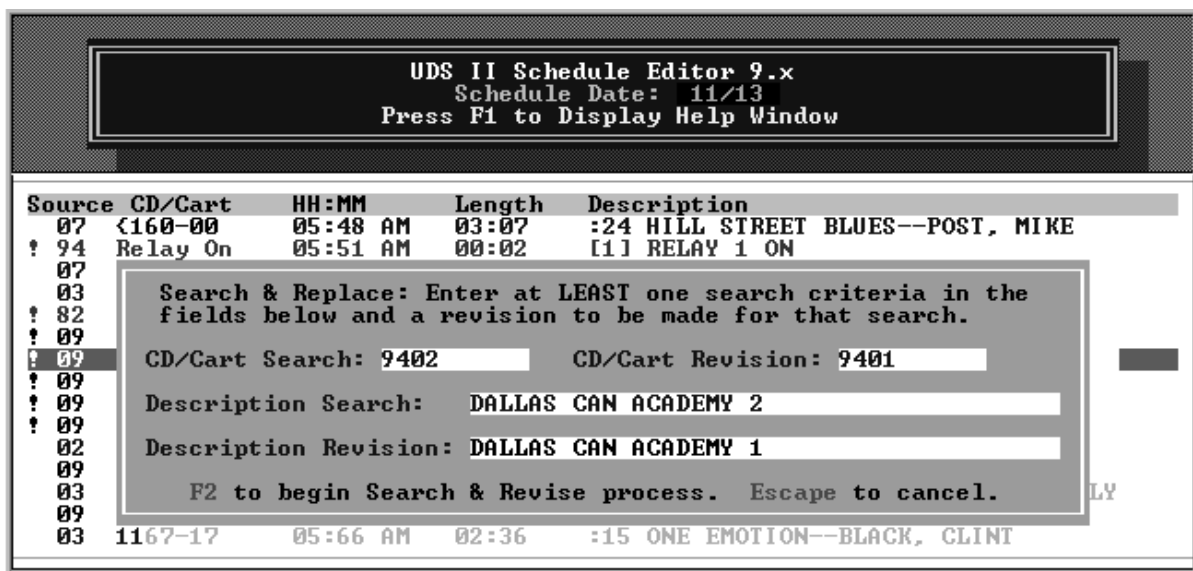 UDS II Schedule Editor 9.x
Schedule Date: 11/13
Press F1 to Display Help Window
Source CD/Cart HH:MM Length Description
07 {160-00 05:48 AM 03:07 :24 HILL STREET BLUES--POST, MIKE
! 94 Relay On 05:51 AM 00:02 [1] RELAY 1 ON
07
03 Search & Replace: Enter at LEAST one search criteria in the
! 82 fields below and a revision to be made for that search.
! 09
! 09 CD/Cart Search: 9402 CD/Cart Revision: 9401
! 09
! 09 Description Search: DALLAS CAN ACADEMY 2
! 09
02 Description Revision: DALLAS CAN ACADEMY 1
09
03 F2 to begin Search & Revise process. Escape to cancel. LY
09
03 1167-17 05:66 AM 02:36 :15 ONE EMOTION--BLACK, CLINT